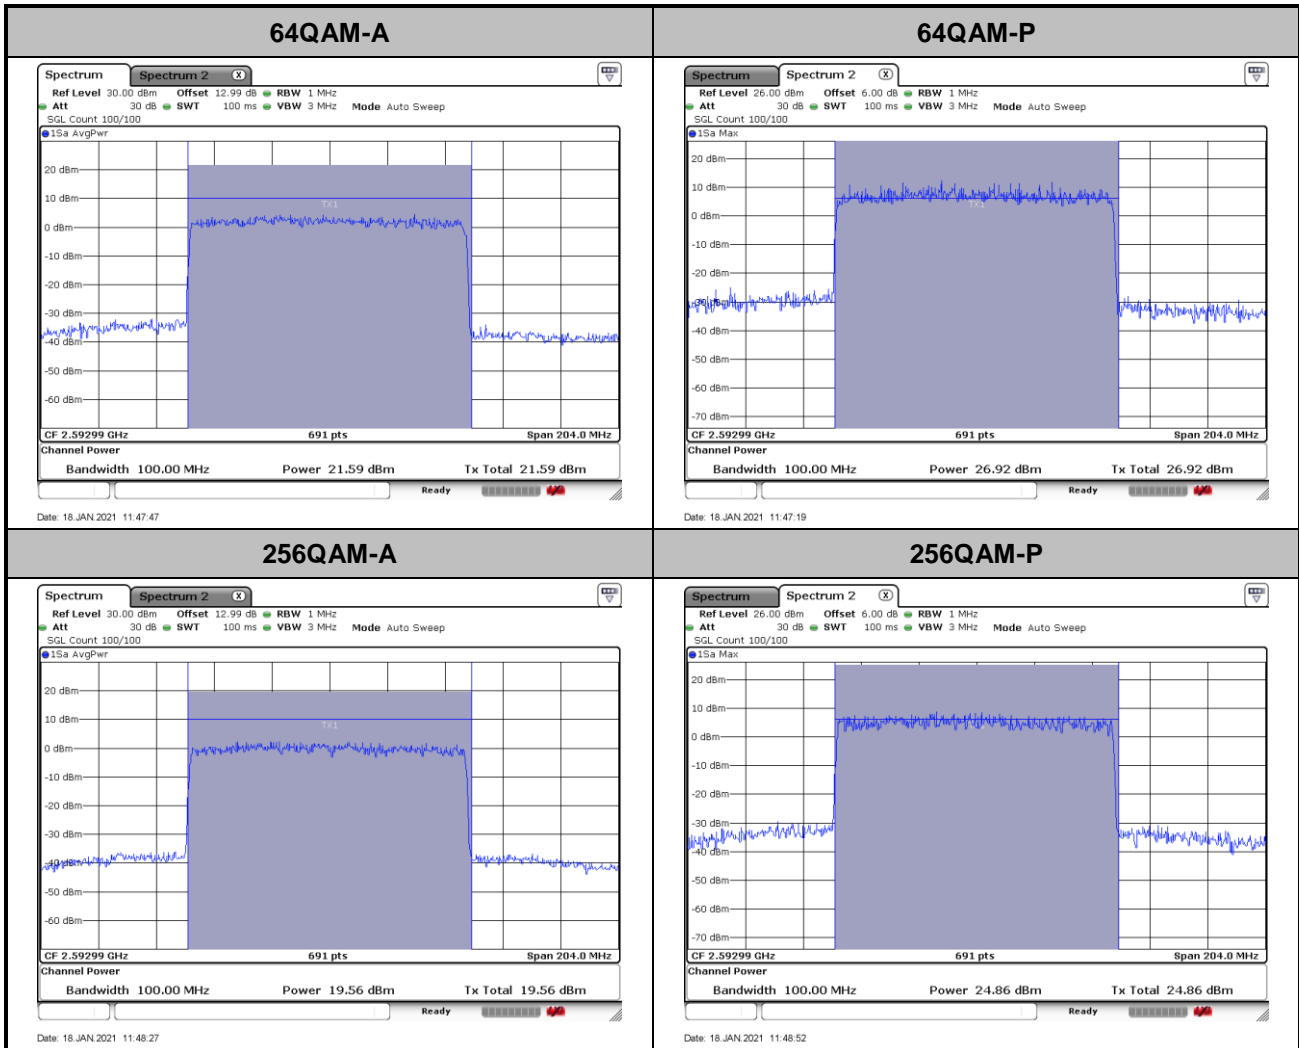 64QAM-A
64QAM-P
Spectrum Spectrum 2 X
Ref Level 30.00 dBm Offset 12.99 dB RBW 1 MHz
Att 30 dB SWT 100 ms VBW 3 MHz Mode Auto Sweep
SGL Count 100/100
1Sa AvgPwr
20 dBm
10 dBm
TX1
0 dBm
-10 dBm
-20 dBm
-30 dBm
-40 dBm
-50 dBm
-60 dBm
CF 2.59299 GHz 691 pts Span 204.0 MHz
Channel Power
Bandwidth 100.00 MHz Power 21.59 dBm Tx Total 21.59 dBm
Ready
Date: 18.JAN.2021 11:47:47
Spectrum Spectrum 2 X
Ref Level 26.00 dBm Offset 6.00 dB RBW 1 MHz
Att 30 dB SWT 100 ms VBW 3 MHz Mode Auto Sweep
SGL Count 100/100
1Sa Max
20 dBm
10 dBm
TX1
0 dBm
-10 dBm
-20 dBm
-30 dBm
-40 dBm
-50 dBm
-60 dBm
-70 dBm
CF 2.59299 GHz 691 pts Span 204.0 MHz
Channel Power
Bandwidth 100.00 MHz Power 26.92 dBm Tx Total 26.92 dBm
Ready
Date: 18.JAN.2021 11:47:19
256QAM-A
256QAM-P
Spectrum Spectrum 2 X
Ref Level 30.00 dBm Offset 12.99 dB RBW 1 MHz
Att 30 dB SWT 100 ms VBW 3 MHz Mode Auto Sweep
SGL Count 100/100
1Sa AvgPwr
20 dBm
10 dBm
TX1
0 dBm
-10 dBm
-20 dBm
-30 dBm
-40 dBm
-50 dBm
-60 dBm
CF 2.59299 GHz 691 pts Span 204.0 MHz
Channel Power
Bandwidth 100.00 MHz Power 19.56 dBm Tx Total 19.56 dBm
Ready
Date: 18.JAN.2021 11:48:27
Spectrum Spectrum 2 X
Ref Level 26.00 dBm Offset 6.00 dB RBW 1 MHz
Att 30 dB SWT 100 ms VBW 3 MHz Mode Auto Sweep
SGL Count 100/100
1Sa Max
20 dBm
10 dBm
0 dBm
-10 dBm
-20 dBm
-30 dBm
-40 dBm
-50 dBm
-60 dBm
-70 dBm
CF 2.59299 GHz 691 pts Span 204.0 MHz
Channel Power
Bandwidth 100.00 MHz Power 24.86 dBm Tx Total 24.86 dBm
Ready
Date: 18.JAN.2021 11:48:52